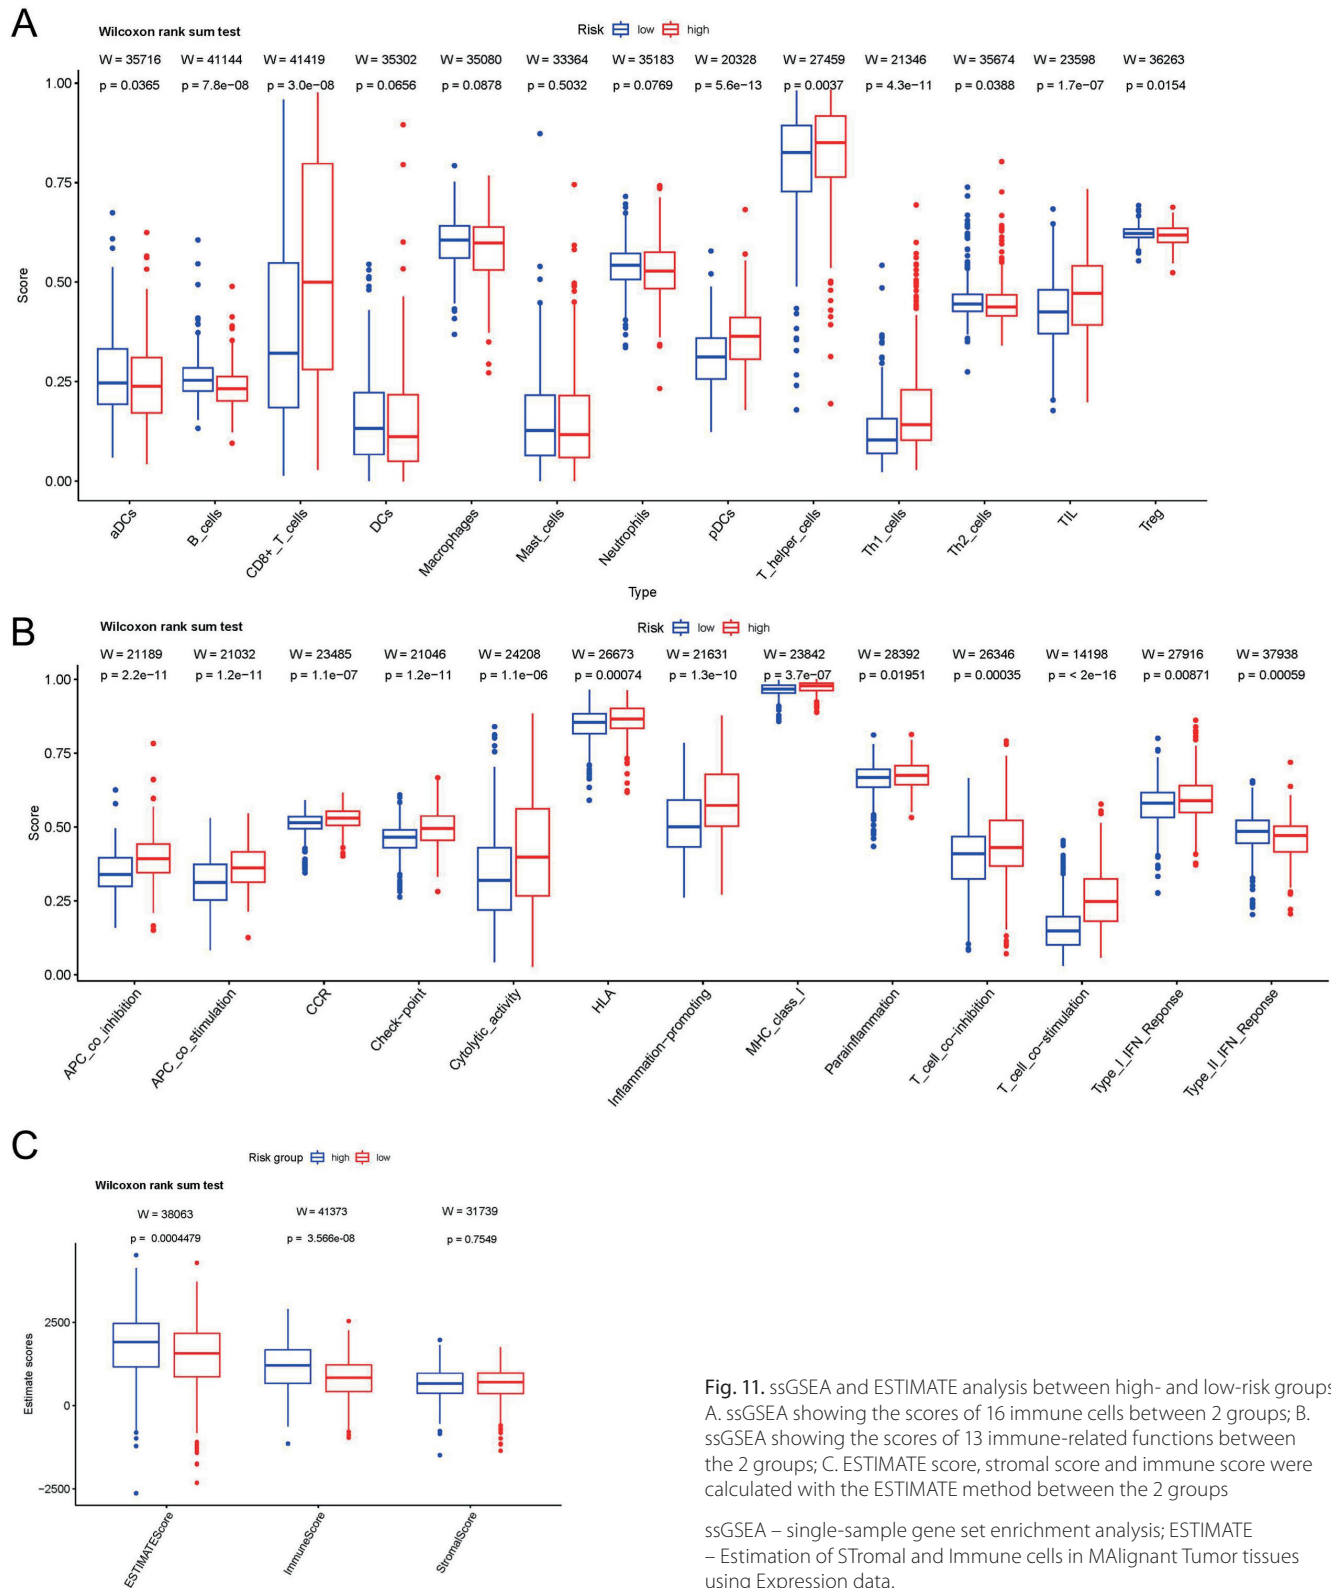 A
Wilcoxon rank sum test
Risk low high
W = 35716 W = 41144 W = 41419 W = 35302 W = 35080 W = 33364 W = 35183 W = 20328 W = 27459 W = 21346 W = 35674 W = 23598 W = 36263
p = 0.0365 p = 7.8e−08 p = 3.0e−08 p = 0.0656 p = 0.0878 p = 0.5032 p = 0.0769 p = 5.6e−13 p = 0.0037 p = 4.3e−11 p = 0.0388 p = 1.7e−07 p = 0.0154
1.00
0.75
0.50
0.25
0.00
Score
aDCs B_cells CD8+_T_cells DCs Macrophages Mast_cells Neutrophils pDCs T_helper_cells Th1_cells Th2_cells TIL Treg
Type
B
Wilcoxon rank sum test
Risk low high
W = 21189 W = 21032 W = 23485 W = 21046 W = 24208 W = 26673 W = 21631 W = 23842 W = 28392 W = 26346 W = 14198 W = 27916 W = 37938
p = 2.2e−11 p = 1.2e−11 p = 1.1e−07 p = 1.2e−11 p = 1.1e−06 p = 0.00074 p = 1.3e−10 p = 3.7e−07 p = 0.01951 p = 0.00035 p = < 2e−16 p = 0.00871 p = 0.00059
1.00
0.75
0.50
0.25
0.00
Score
APC_co_inhibition APC_co_stimulation CCR Check−point Cytolytic_activity HLA Inflammation−promoting MHC_class_I Parainflammation T_cell_co−inhibition T_cell_co−stimulation Type_I_IFN_Reponse Type_II_IFN_Reponse
C
Risk group high low
Wilcoxon rank sum test
W = 38063 W = 41373 W = 31739
p = 0.0004479 p = 3.566e−08 p = 0.7549
2500
0
−2500
Estimate scores
ESTIMATEScore ImmuneScore StromalScore
Fig. 11. ssGSEA and ESTIMATE analysis between high- and low-risk groups
A. ssGSEA showing the scores of 16 immune cells between 2 groups; B.
ssGSEA showing the scores of 13 immune-related functions between
the 2 groups; C. ESTIMATE score, stromal score and immune score were
calculated with the ESTIMATE method between the 2 groups
ssGSEA – single-sample gene set enrichment analysis; ESTIMATE
– Estimation of STromal and Immune cells in MAlignant Tumor tissues
using Expression data.